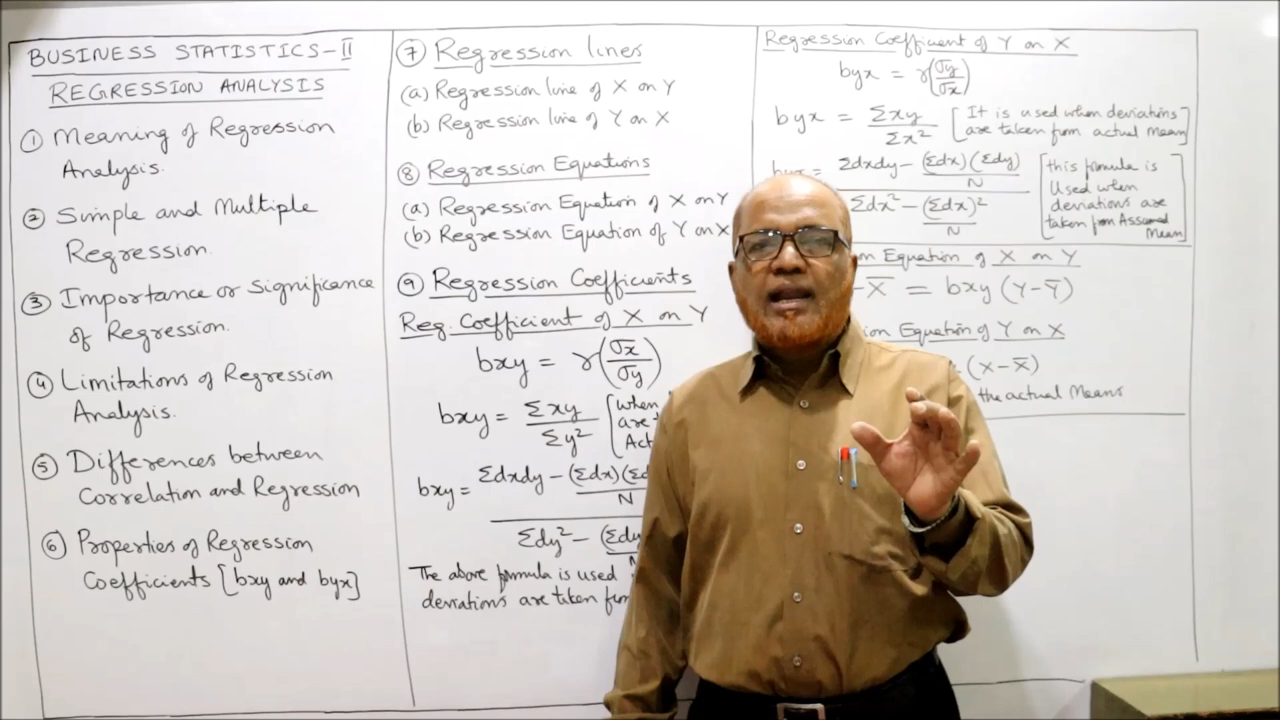 BUSINESS STATISTICS-II
REGRESSION ANALYSIS
① Meaning of Regression
Analysis.
② Simple and Multiple
Regression.
③ Importance or Significance
of Regression.
④ Limitations of Regression
Analysis.
⑤ Differences between
Correlation and Regression
⑥ Properties of Regression
Coefficients [bxy and byx]
⑦ Regression lines
(a) Regression line of X on Y
(b) Regression line of Y on X
⑧ Regression Equations
(a) Regression Equation of X on Y
(b) Regression Equation of Y on X
⑨ Regression Coefficients
Reg. Coefficient of X on Y
bxy = r(σx/σy)
bxy = Σxy/Σy² [when
are
Act
bxy = Σdxdy - (Σdx)(Σd
N
Σdy² - (Σdy
The above formula is used
deviations are taken from
Regression Coefficient of Y on X
byx = r(σy/σx)
byx = Σxy/Σx² [It is used when deviations
are taken from actual Mean]
byx = Σdxdy - (Σdx)(Σdy)/N
Σdx² - (Σdx)²/N
[this formula is
Used when
deviations are
taken from Assumed
Mean]
n Equation of X on Y
- X̄ = bxy (Y-Ȳ)
ion Equation of Y on X
(X-X̄)
the actual Means